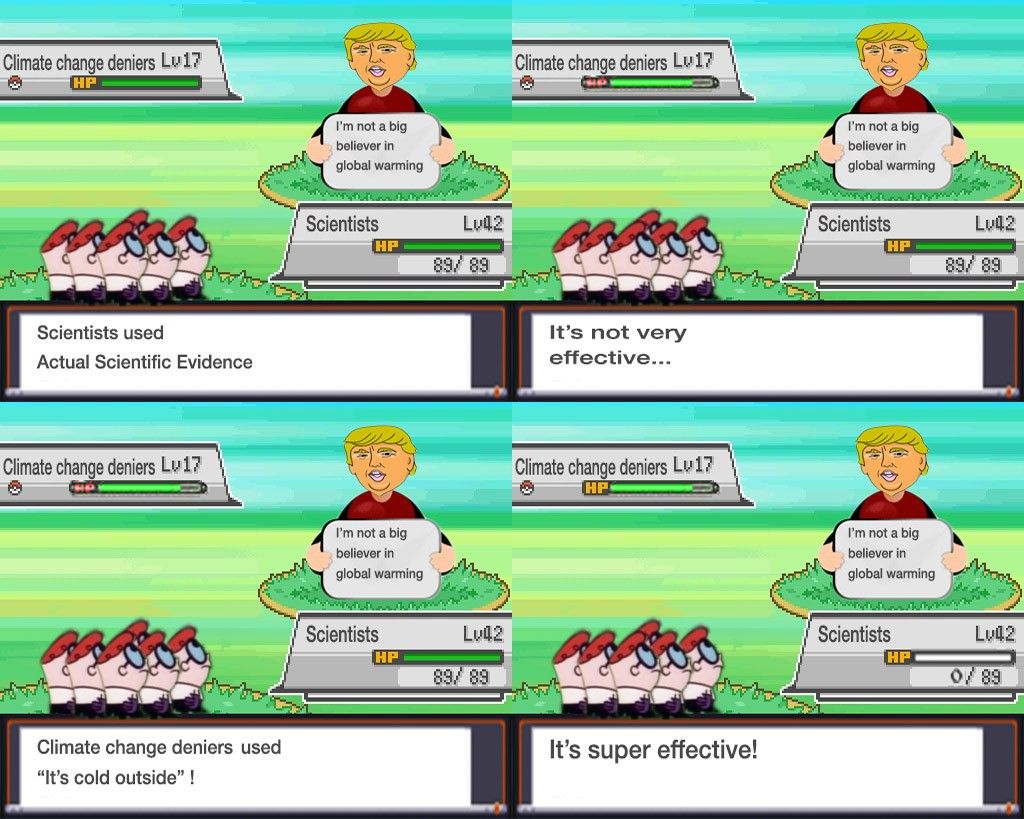 Climate change deniers Lv17
HP
I'm not a big
believer in
global warming
Scientists Lv42
HP
89/ 89
Scientists used
Actual Scientific Evidence
Climate change deniers Lv17
HP
I'm not a big
believer in
global warming
Scientists Lv42
HP
89/ 89
It's not very
effective...
Climate change deniers Lv17
HP
I'm not a big
believer in
global warming
Scientists Lv42
HP
89/ 89
Climate change deniers used
“It's cold outside” !
Climate change deniers Lv17
HP
I'm not a big
believer in
global warming
Scientists Lv42
HP
0/ 89
It's super effective!